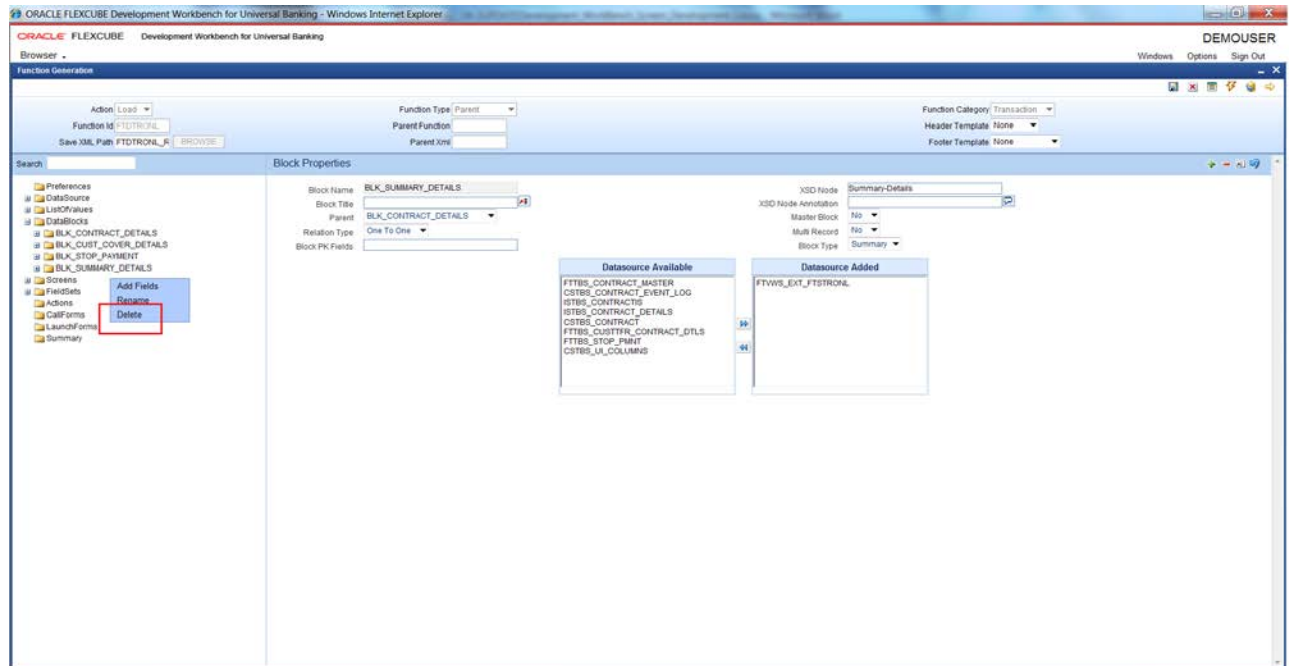 ORACLE FLEXCUBE Development Workbench for Universal Banking - Windows Internet Explorer
ORACLE FLEXCUBE Development Workbench for Universal Banking DEMOUSER
Browser Windows Options Sign Out
Function Generation
Action Load Function Type Parent Function Category Transaction
Function Id FTDTRONL Parent Function Header Template None
Save XML Path FTDTRONL_R BROWSE Parent Xml Footer Template None
Search Block Properties
Preferences
DataSource
ListOfValues
DataBlocks
BLK_CONTRACT_DETAILS
BLK_CUST_COVER_DETAILS
BLK_STOP_PAYMENT
BLK_SUMMARY_DETAILS
Screens
FieldSets
Actions
CallForms
LaunchForms
Summary
Add Fields
Rename
Delete
Block Name BLK_SUMMARY_DETAILS XSD Node Summary-Details
Block Title XSD Node Annotation
Parent BLK_CONTRACT_DETAILS Master Block No
Relation Type One To One Multi Record No
Block PK Fields Block Type Summary
Datasource Available Datasource Added
FTTBS_CONTRACT_MASTER FTVWS_EXT_FTSTRONL
CSTBS_CONTRACT_EVENT_LOG
ISTBS_CONTRACTIS
ISTBS_CONTRACT_DETAILS
CSTBS_CONTRACT
FTTBS_CUSTTFR_CONTRACT_DTLS
FTTBS_STOP_PMNT
CSTBS_UI_COLUMNS